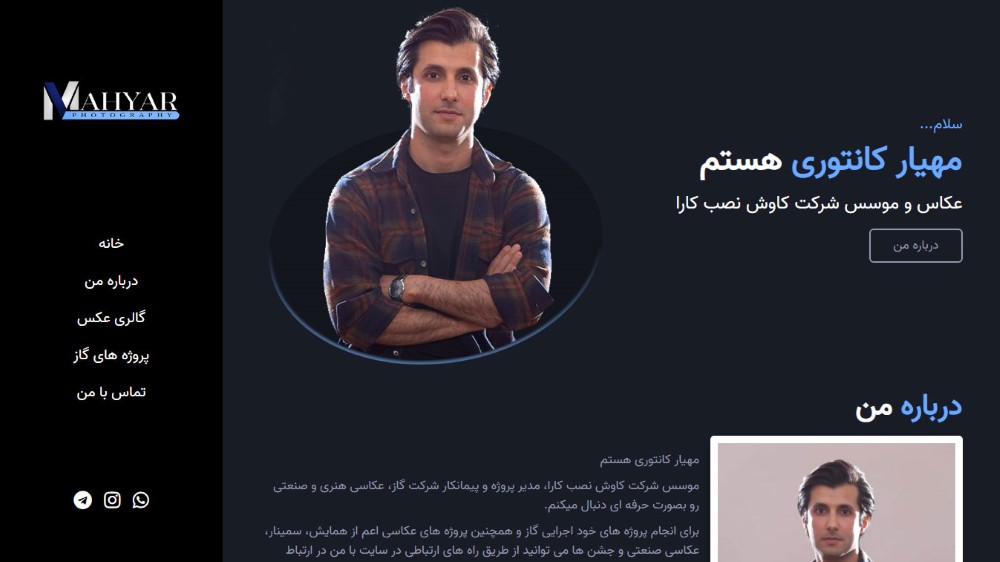 MAHYAR
PHOTOGRAPHY
خانه
درباره من
گالری عکس
پروژه های گاز
تماس با من
سلام...
مهیار کانتوری هستم
عکاس و موسس شرکت کاوش نصب کارا
درباره من
درباره من
مهیار کانتوری هستم
موسس شرکت کاوش نصب کارا، مدیر پروژه و پیمانکار شرکت گاز، عکاسی هنری و صنعتی
رو بصورت حرفه ای دنبال میکنم.
برای انجام پروژه های خود اجرایی گاز و همچنین پروژه های عکاسی اعم از همایش، سمینار،
عکاسی صنعتی و جشن ها می توانید از طریق راه های ارتباطی در سایت با من در ارتباط